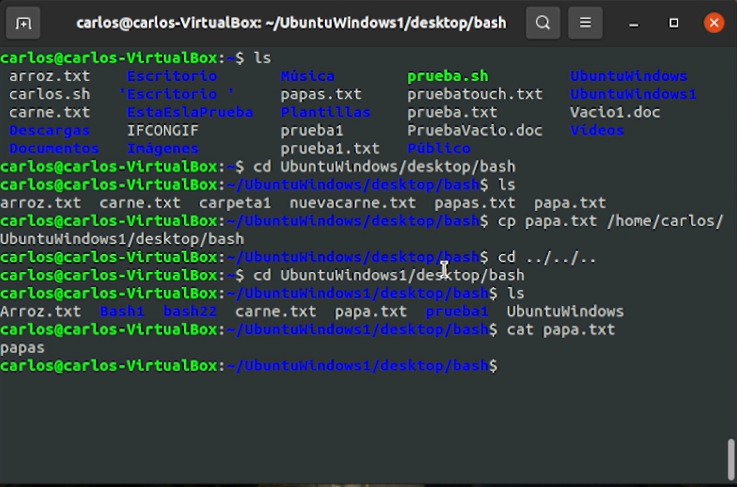 carlos@carlos-VirtualBox: ~/UbuntuWindows1/desktop/bash
carlos@carlos-VirtualBox:~$ ls
arroz.txt Escritorio Música prueba.sh UbuntuWindows
carlos.sh 'Escritorio ' papas.txt pruebatouch.txt UbuntuWindows1
carne.txt EstaEslaPrueba Plantillas prueba.txt Vacio1.doc
Descargas IFCONGIF prueba1 PruebaVacio.doc Vídeos
Documentos Imágenes prueba1.txt Público
carlos@carlos-VirtualBox:~$ cd UbuntuWindows/desktop/bash
carlos@carlos-VirtualBox:~/UbuntuWindows/desktop/bash$ ls
arroz.txt carne.txt carpeta1 nuevacarne.txt papas.txt papa.txt
carlos@carlos-VirtualBox:~/UbuntuWindows/desktop/bash$ cp papa.txt /home/carlos/
UbuntuWindows1/desktop/bash
carlos@carlos-VirtualBox:~/UbuntuWindows/desktop/bash$ cd ../../..
carlos@carlos-VirtualBox:~$ cd UbuntuWindows1/desktop/bash
carlos@carlos-VirtualBox:~/UbuntuWindows1/desktop/bash$ ls
Arroz.txt Bash1 bash22 carne.txt papa.txt prueba1 UbuntuWindows
carlos@carlos-VirtualBox:~/UbuntuWindows1/desktop/bash$ cat papa.txt
papas
carlos@carlos-VirtualBox:~/UbuntuWindows1/desktop/bash$